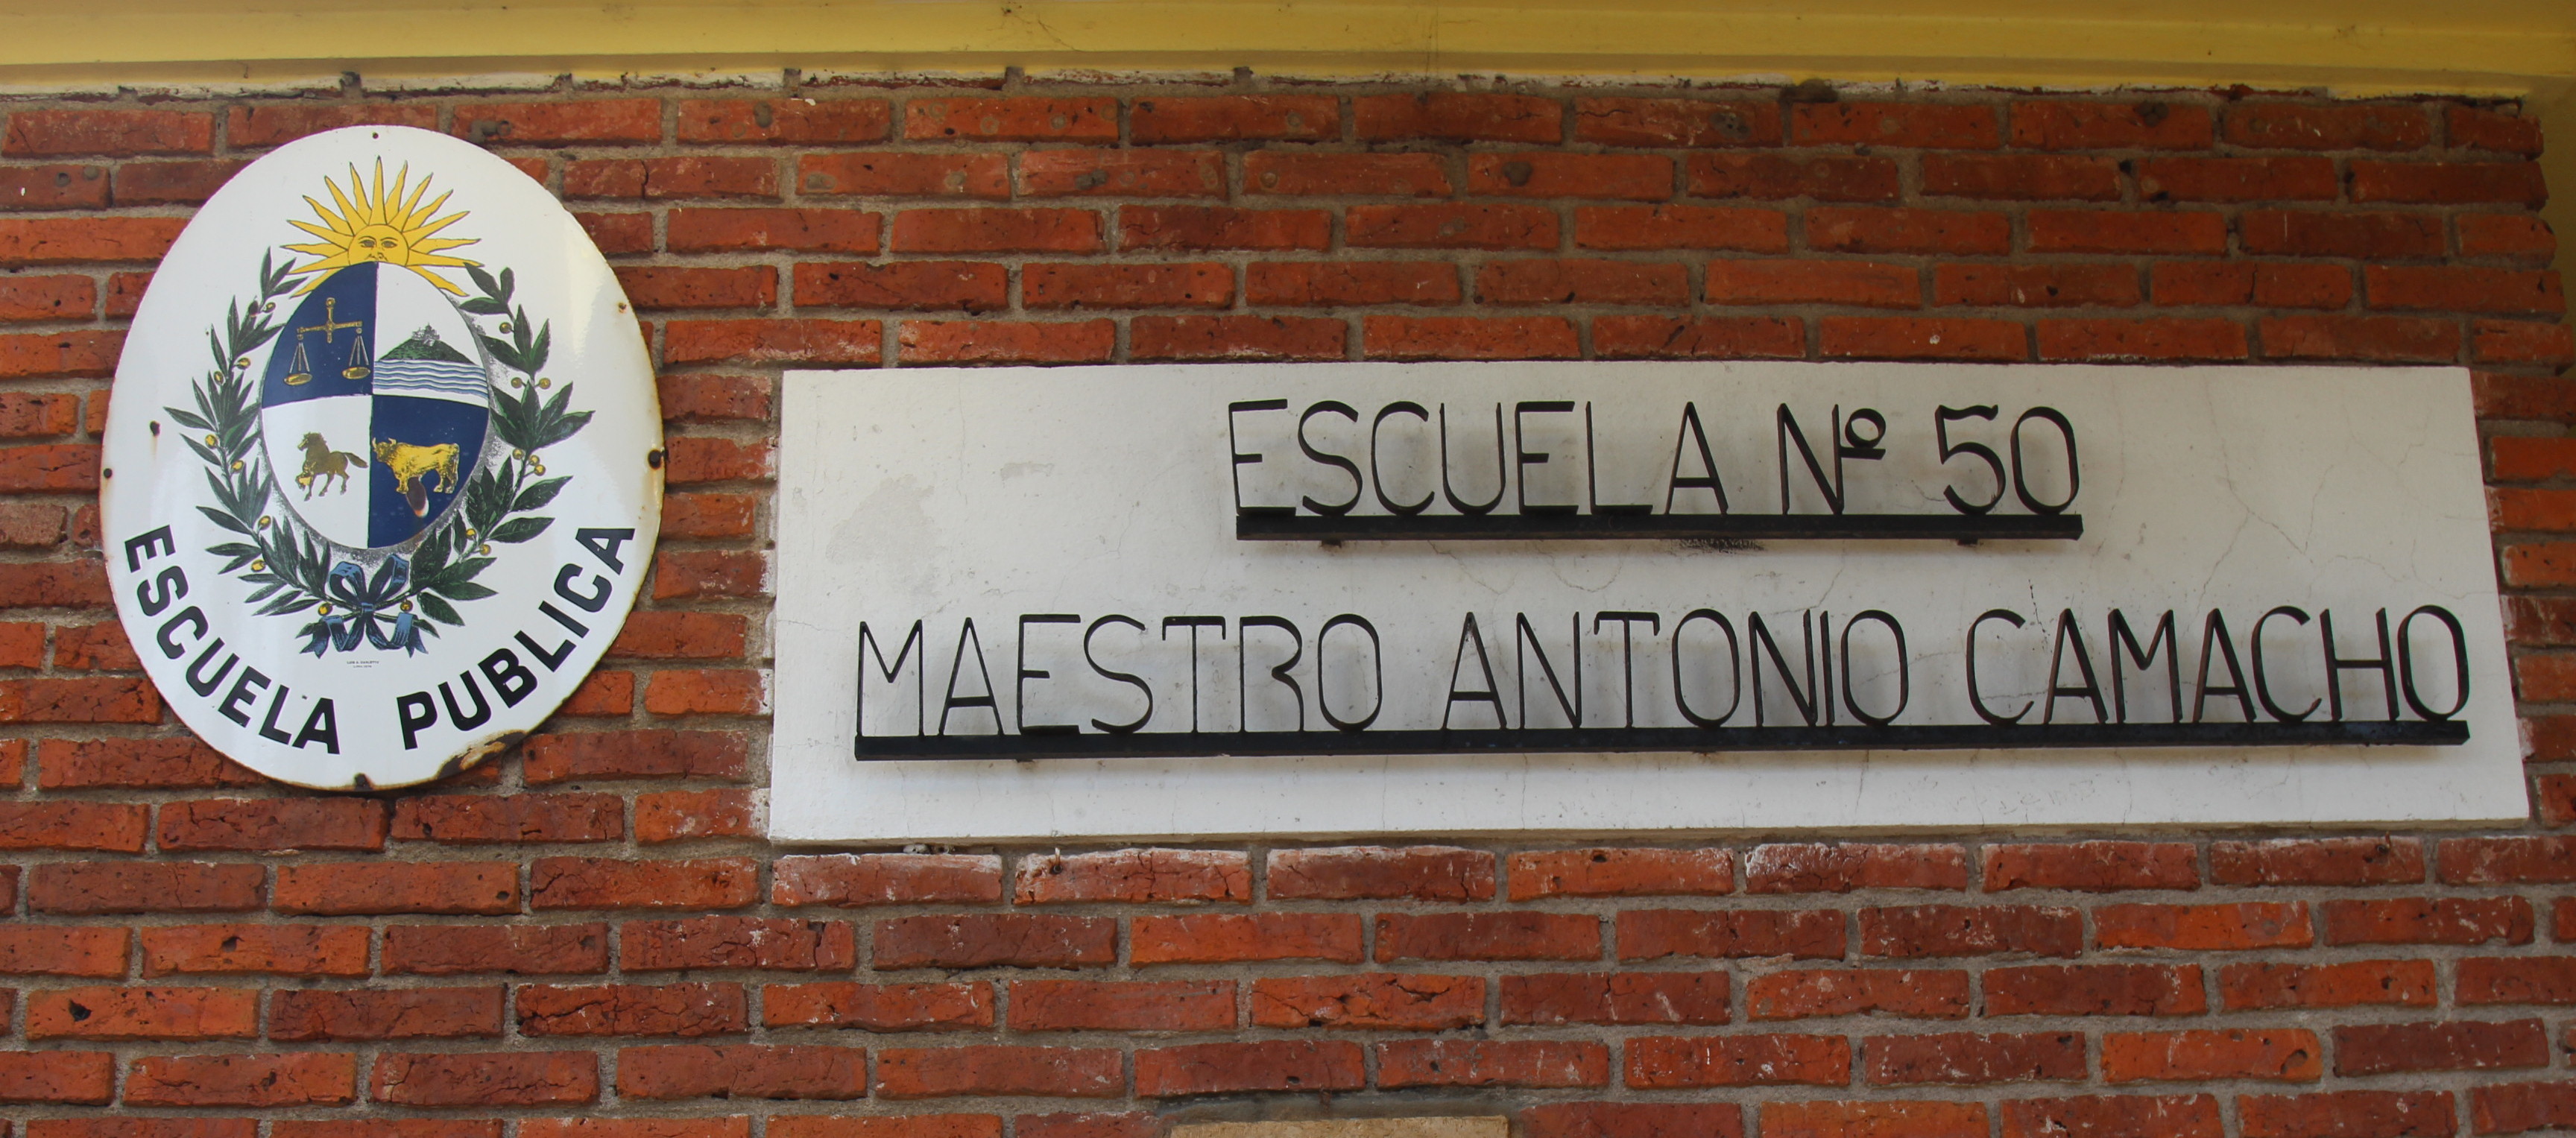 ESCUELA PUBLICA
ESCUELA Nº 50
MAESTRO ANTONIO CAMACHO